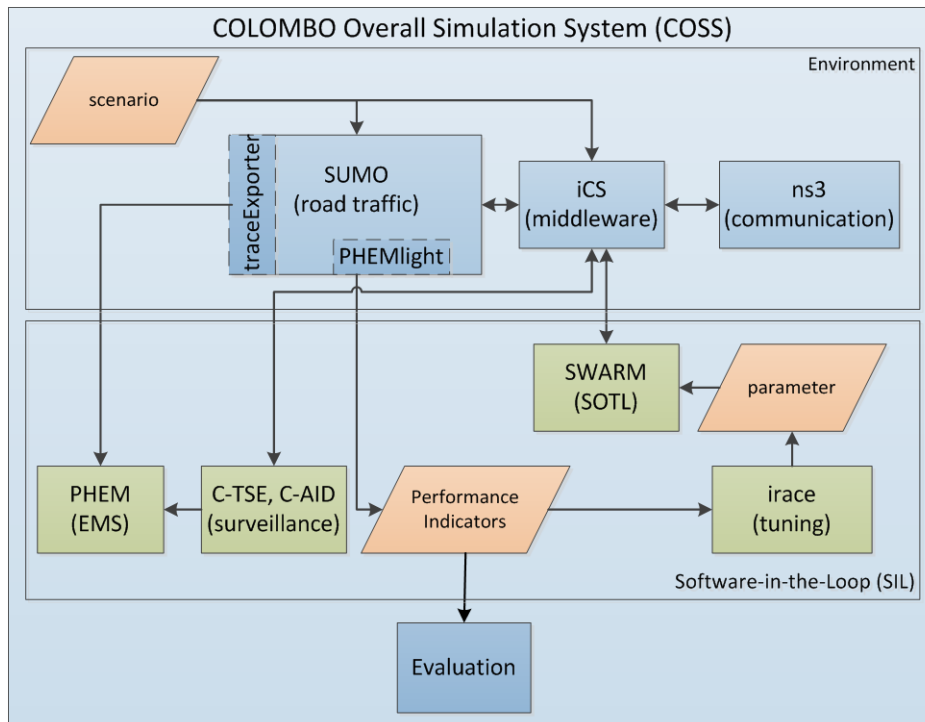 COLOMBO Overall Simulation System (COSS)
Environment
scenario
traceExporter
SUMO
(road traffic)
PHEMlight
iCS
(middleware)
ns3
(communication)
SWARM
(SOTL)
parameter
PHEM
(EMS)
C-TSE, C-AID
(surveillance)
Performance
Indicators
irace
(tuning)
Software-in-the-Loop (SIL)
Evaluation